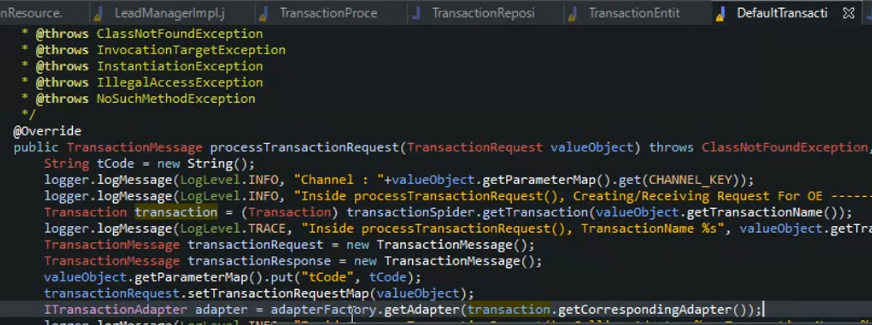 nResource.
LeadManagerImpl.j
TransactionProce
TransactionReposi
TransactionEntit
DefaultTransacti
* @throws ClassNotFoundException
* @throws InvocationTargetException
* @throws InstantiationException
* @throws IllegalAccessException
* @throws NoSuchMethodException
*/
@Override
public TransactionMessage processTransactionRequest(TransactionRequest valueObject) throws ClassNotFoundException,
String tCode = new String();
logger.logMessage(LogLevel.INFO, "Channel : "+valueObject.getParameterMap().get(CHANNEL_KEY));
logger.logMessage(LogLevel.INFO, "Inside processTransactionRequest(), Creating/Receiving Request For OE ------
Transaction transaction = (Transaction) transactionSpider.getTransaction(valueObject.getTransactionName());
logger.logMessage(LogLevel.TRACE, "Inside processTransactionRequest(), TransactionName %s", valueObject.getTra
TransactionMessage transactionRequest = new TransactionMessage();
TransactionMessage transactionResponse = new TransactionMessage();
valueObject.getParameterMap().put("tCode", tCode);
transactionRequest.setTransactionRequestMap(valueObject);
ITransactionAdapter adapter = adapterFactory.getAdapter(transaction.getCorrespondingAdapter());